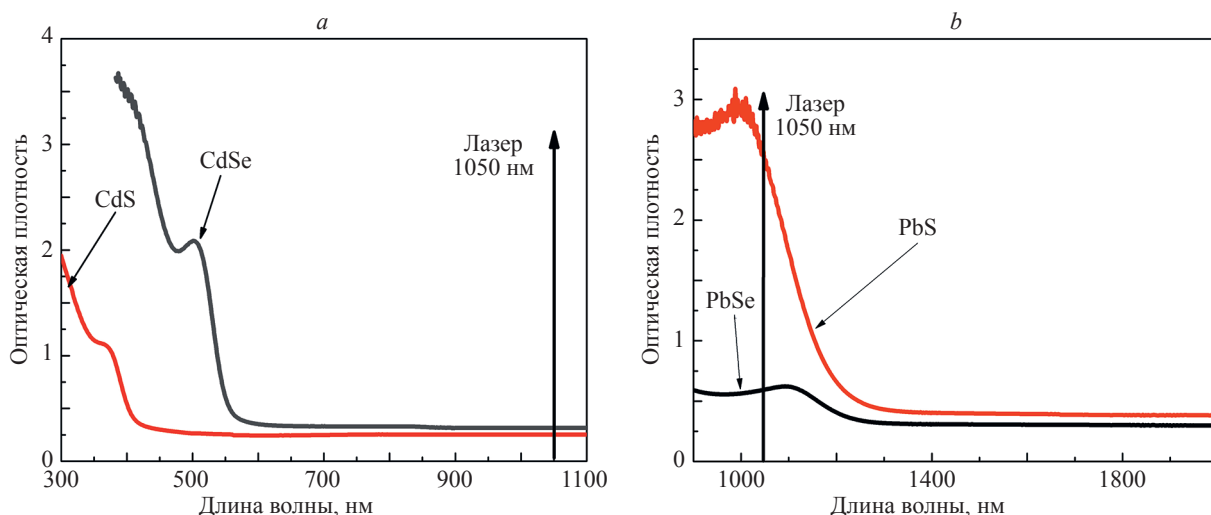 a
4
3
2
1
0
Оптическая плотность
CdS
CdSe
Лазер
1050 нм
300
500
700
900
1100
Длина волны, нм
b
3
2
1
0
Оптическая плотность
Лазер
1050 нм
PbS
PbSe
1000
1400
1800
Длина волны, нм